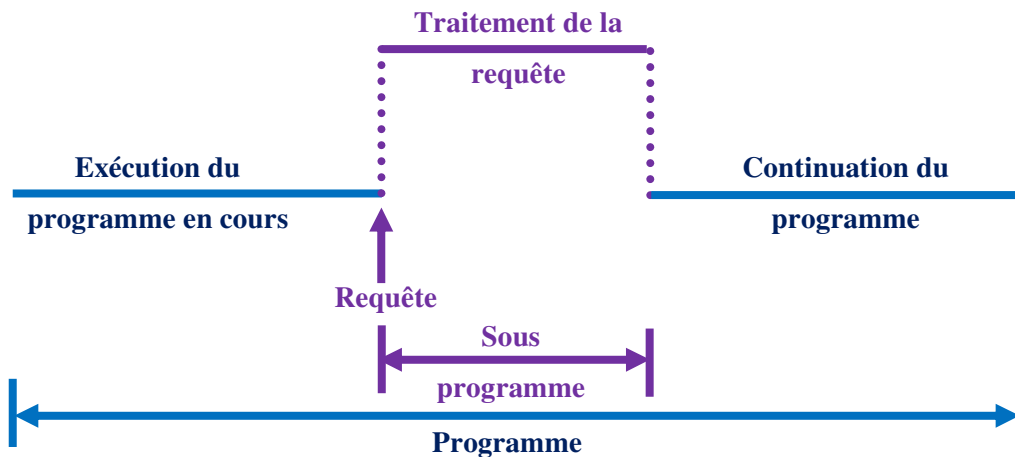 Traitement de la
requête
Exécution du
programme en cours
Continuation du
programme
Requête
Sous
programme
Programme